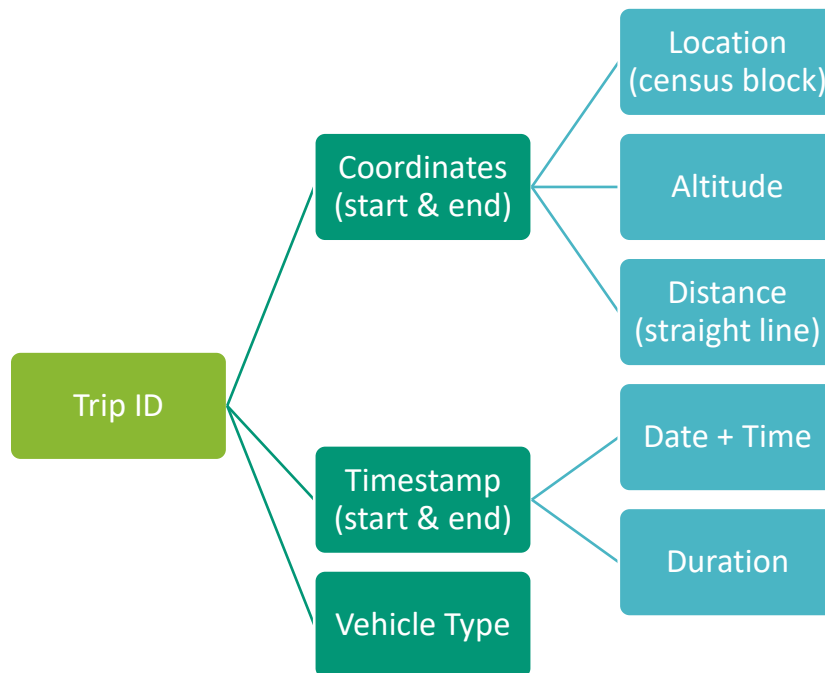 Trip ID
Coordinates
(start & end)
Location
(census block)
Altitude
Distance
(straight line)
Timestamp
(start & end)
Date + Time
Duration
Vehicle Type